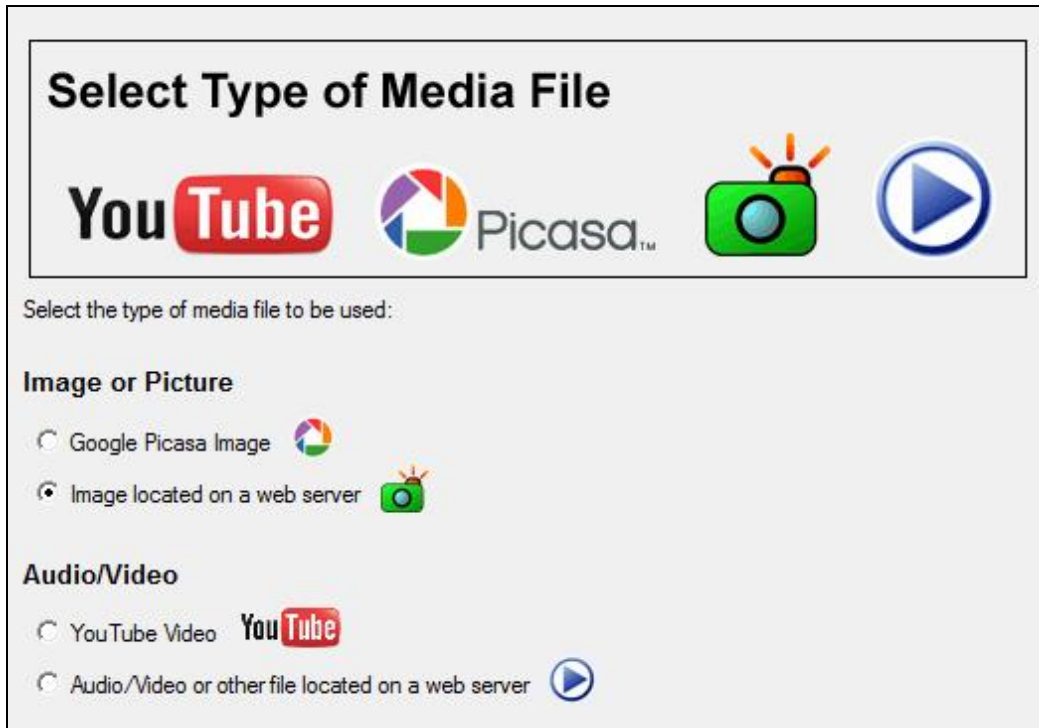 Select Type of Media File
YouTube Picasa™
Select the type of media file to be used:
Image or Picture
Google Picasa Image
Image located on a web server
Audio/Video
YouTube Video YouTube
Audio/Video or other file located on a web server